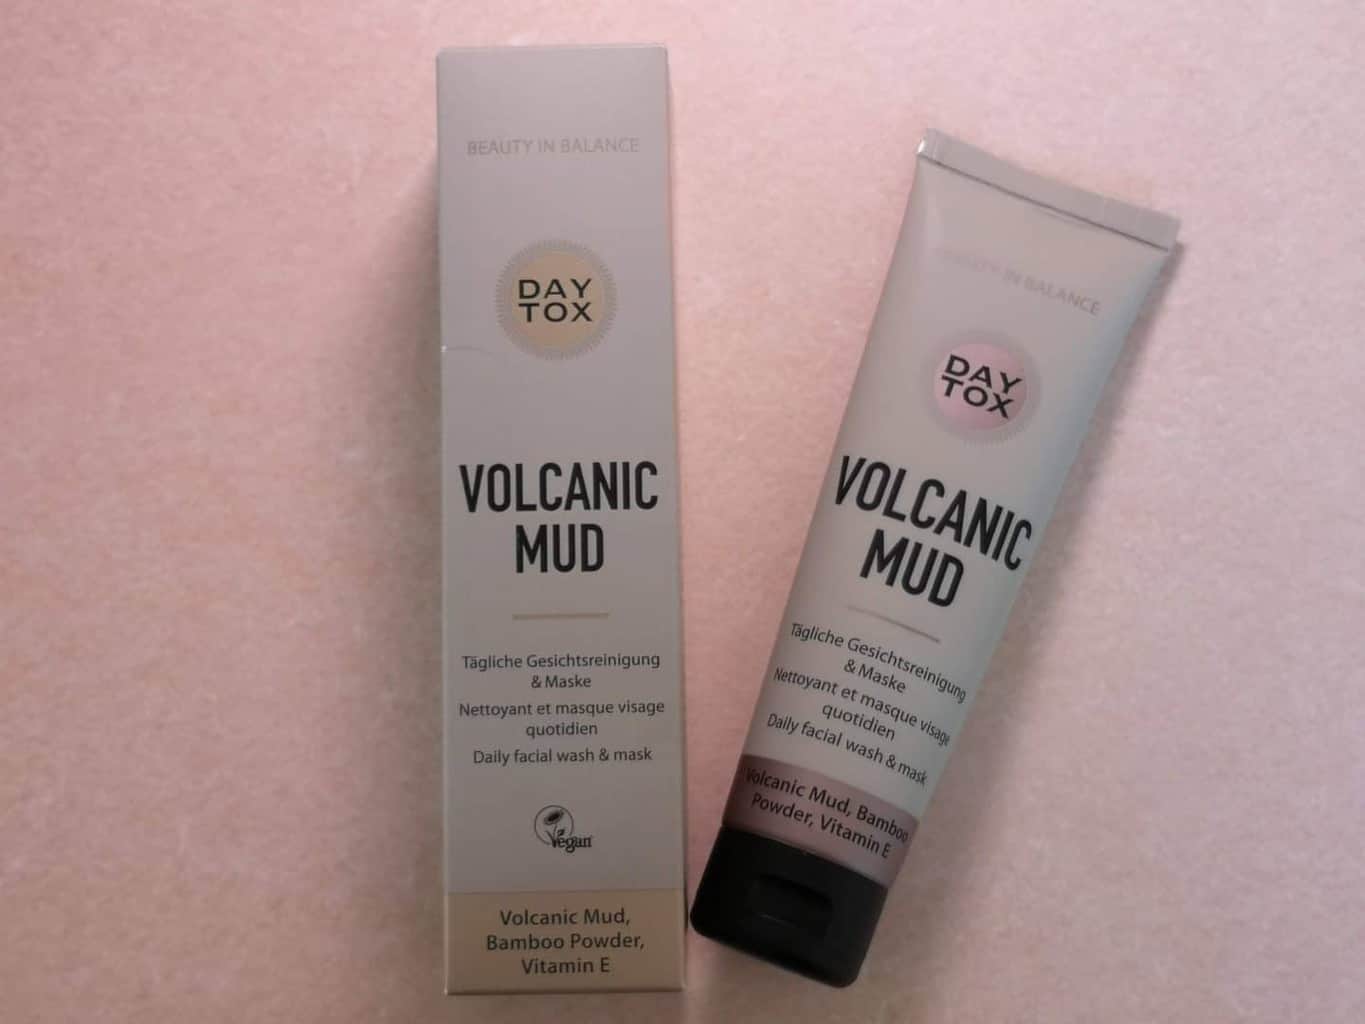 BEAUTY IN BALANCE
DAY
TOX
VOLCANIC
MUD
Tägliche Gesichtsreinigung
& Maske
Nettoyant et masque visage
quotidien
Daily facial wash & mask
Vegan
Volcanic Mud,
Bamboo Powder,
Vitamin E
BEAUTY IN BALANCE
DAY
TOX
VOLCANIC
MUD
Tägliche Gesichtsreinigung
& Maske
Nettoyant et masque visage
quotidien
Daily facial wash & mask
Volcanic Mud, Bamboo
Powder, Vitamin E